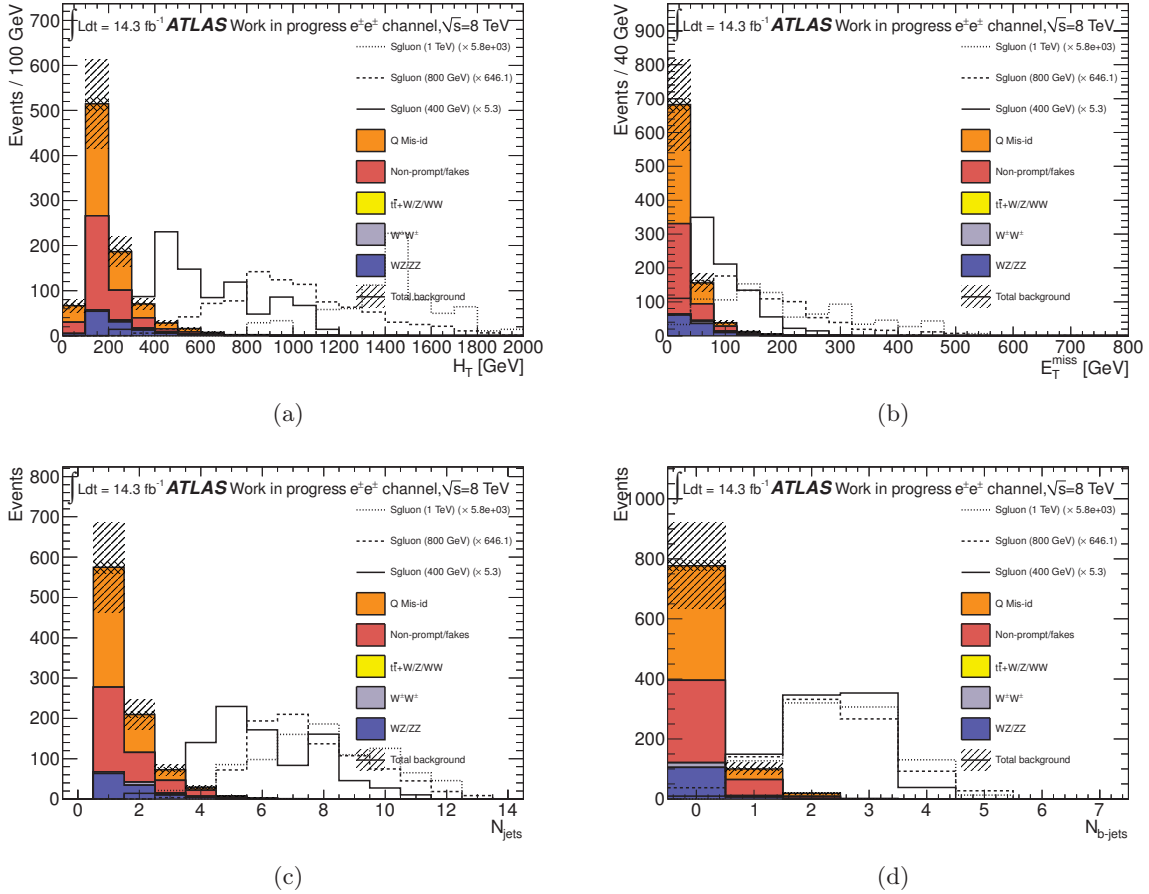 ∫ Ldt = 14.3 fb⁻¹ ATLAS Work in progress e±e± channel,√s=8 TeV
Sgluon (1 TeV) (× 5.8e+03)
Sgluon (800 GeV) (× 646.1)
Sgluon (400 GeV) (× 5.3)
Q Mis-id
Non-prompt/fakes
tt̄+W/Z/WW
W±W±
WZ/ZZ
Total background
Events / 100 GeV
700
600
500
400
300
200
100
0
0 200 400 600 800 1000 1200 1400 1600 1800 2000
H_T [GeV]
(a)
∫ Ldt = 14.3 fb⁻¹ ATLAS Work in progress e±e± channel,√s=8 TeV
Sgluon (1 TeV) (× 5.8e+03)
Sgluon (800 GeV) (× 646.1)
Sgluon (400 GeV) (× 5.3)
Q Mis-id
Non-prompt/fakes
tt̄+W/Z/WW
W±W±
WZ/ZZ
Total background
Events / 40 GeV
900
800
700
600
500
400
300
200
100
0
0 100 200 300 400 500 600 700 800
E_T^miss [GeV]
(b)
∫ Ldt = 14.3 fb⁻¹ ATLAS Work in progress e±e± channel,√s=8 TeV
Sgluon (1 TeV) (× 5.8e+03)
Sgluon (800 GeV) (× 646.1)
Sgluon (400 GeV) (× 5.3)
Q Mis-id
Non-prompt/fakes
tt̄+W/Z/WW
W±W±
WZ/ZZ
Total background
Events
800
700
600
500
400
300
200
100
0
0 2 4 6 8 10 12 14
N_jets
(c)
∫ Ldt = 14.3 fb⁻¹ ATLAS Work in progress e±e± channel,√s=8 TeV
Sgluon (1 TeV) (× 5.8e+03)
Sgluon (800 GeV) (× 646.1)
Sgluon (400 GeV) (× 5.3)
Q Mis-id
Non-prompt/fakes
tt̄+W/Z/WW
W±W±
WZ/ZZ
Total background
Events
1000
800
600
400
200
0
0 1 2 3 4 5 6 7
N_b-jets
(d)